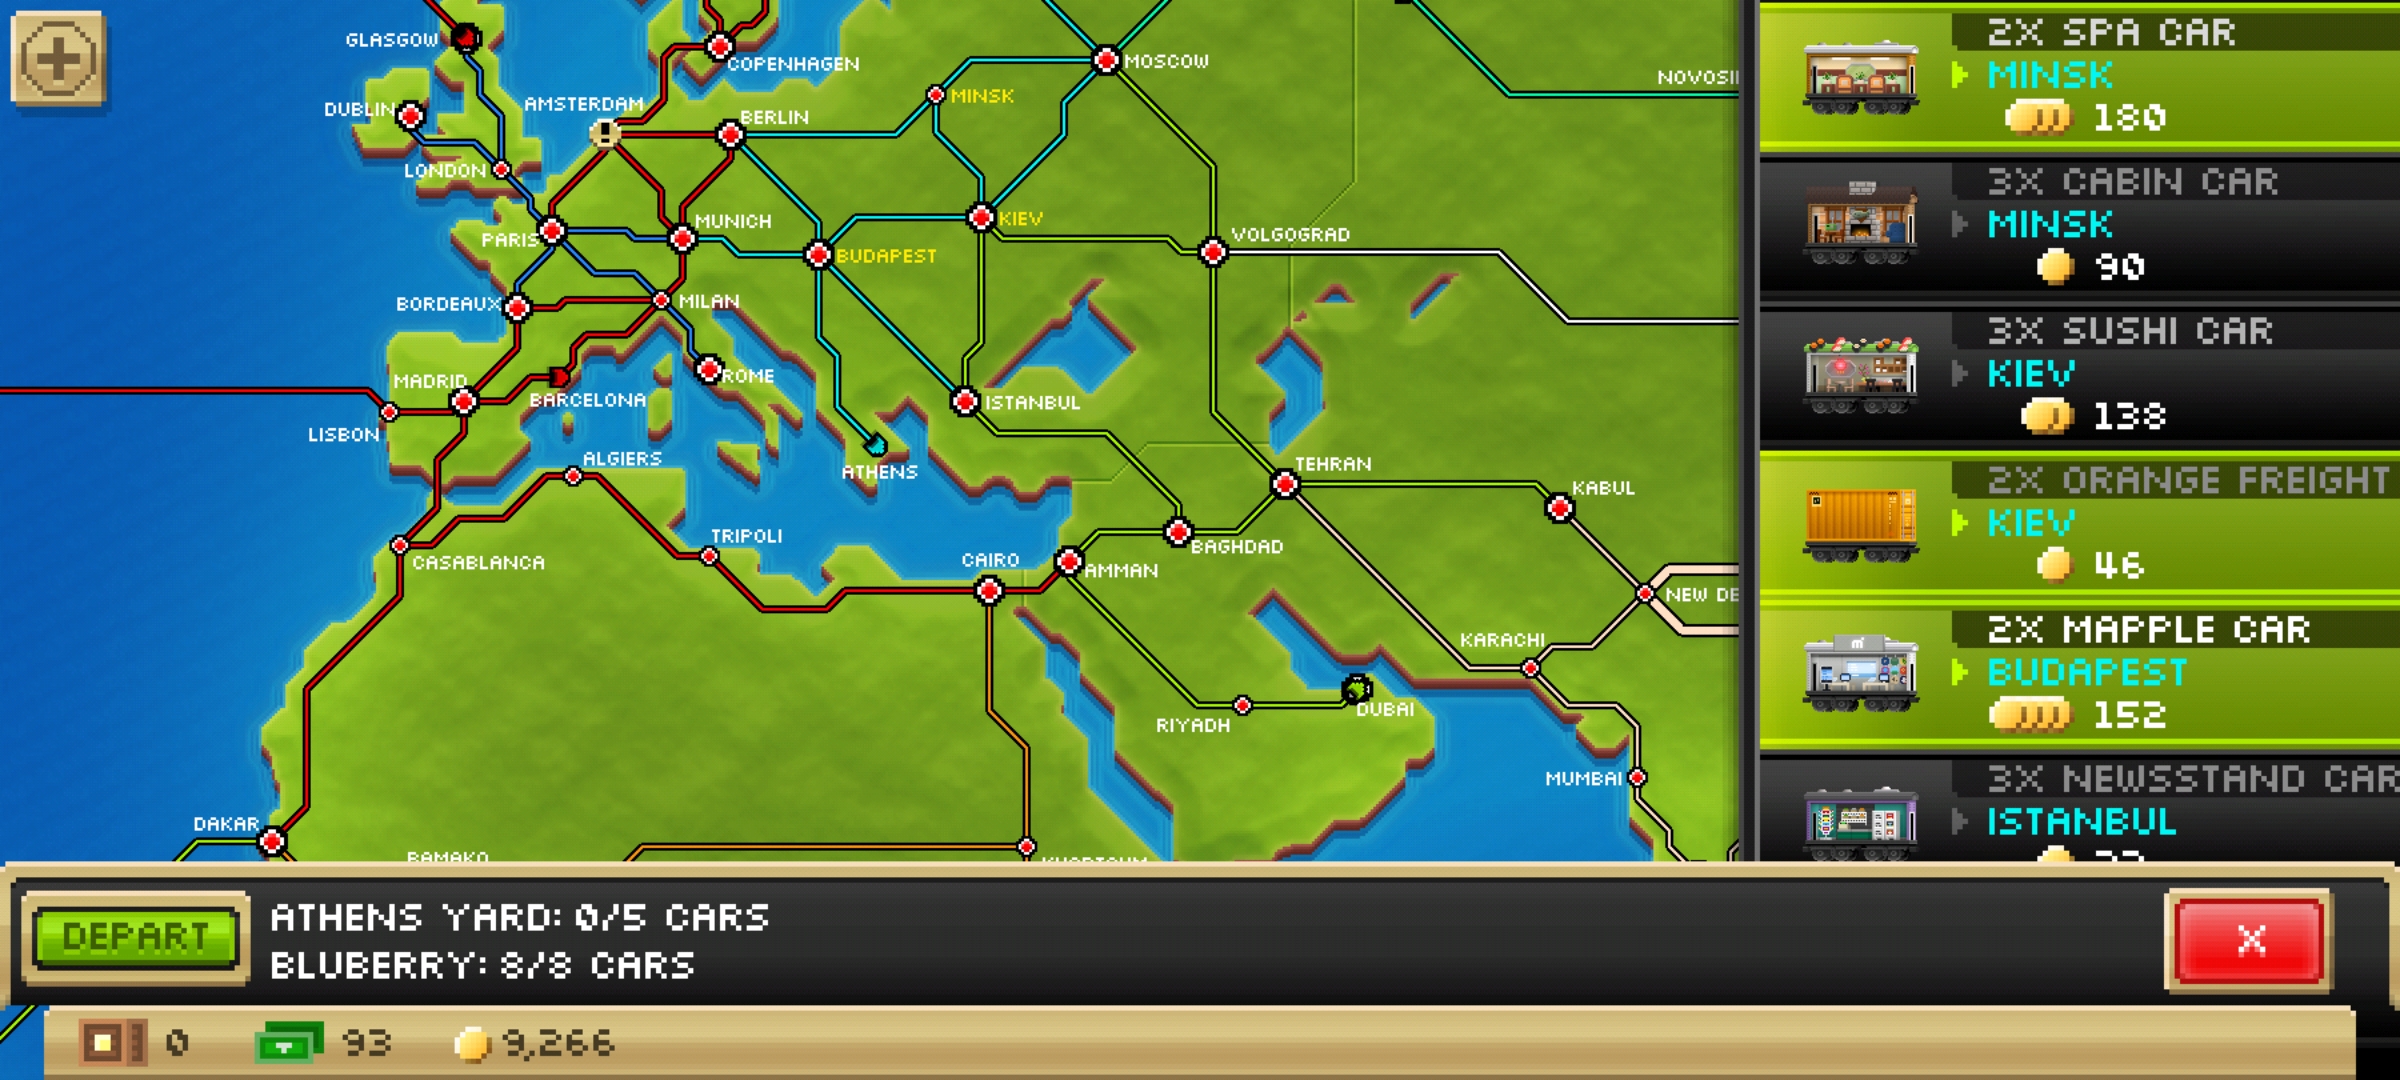 GLASGOW
COPENHAGEN
MOSCOW
DUBLIN
AMSTERDAM
BERLIN
MINSK
LONDON
PARIS
MUNICH
KIEV
BUDAPEST
VOLGOGRAD
BORDEAUX
MILAN
MADRID
ROME
BARCELONA
ISTANBUL
LISBON
ALGIERS
ATHENS
TEHRAN
KABUL
CASABLANCA
TRIPOLI
CAIRO
AMMAN
BAGHDAD
NEW DE
KARACHI
RIYADH
DUBAI
MUMBAI
DAKAR
BAMAKO
NOVOSI
2X SPA CAR
MINSK
180
3X CABIN CAR
MINSK
90
3X SUSHI CAR
KIEV
138
2X ORANGE FREIGHT
KIEV
46
2X MAPPLE CAR
BUDAPEST
152
3X NEWSSTAND CAR
ISTANBUL
DEPART
ATHENS YARD: 0/5 CARS
BLUBERRY: 8/8 CARS
X
0
93
9,266